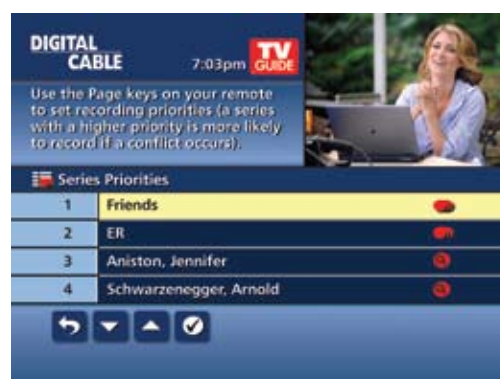 DIGITAL
CABLE
7:03pm
TV
GUIDE
Use the Page keys on your remote
to set recording priorities (a series
with a higher priority is more likely
to record if a conflict occurs).
Series Priorities
1 Friends
2 ER
3 Aniston, Jennifer
4 Schwarzenegger, Arnold